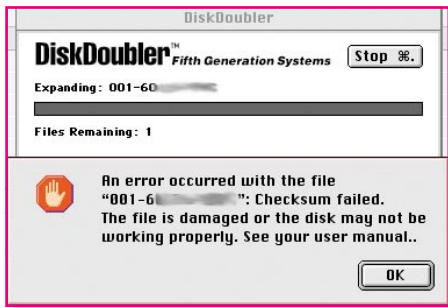 DiskDoubler
DiskDoubler™ Fifth Generation Systems
Stop ⌘.
Expanding: 001-60
Files Remaining: 1
An error occurred with the file
“001-6 ”: Checksum failed.
The file is damaged or the disk may not be
working properly. See your user manual..
OK